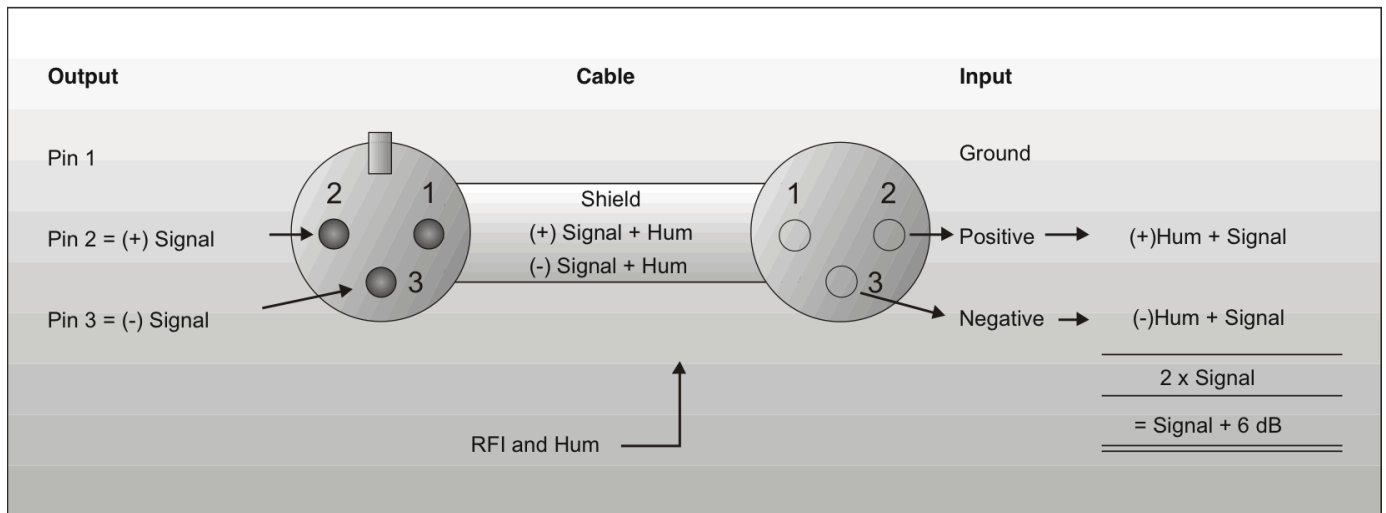 Output
Cable
Input
Pin 1
Ground
2
1
Shield
1
2
Pin 2 = (+) Signal
(+) Signal + Hum
Positive
(+)Hum + Signal
(-) Signal + Hum
3
3
Pin 3 = (-) Signal
Negative
(-)Hum + Signal
2 x Signal
= Signal + 6 dB
RFI and Hum